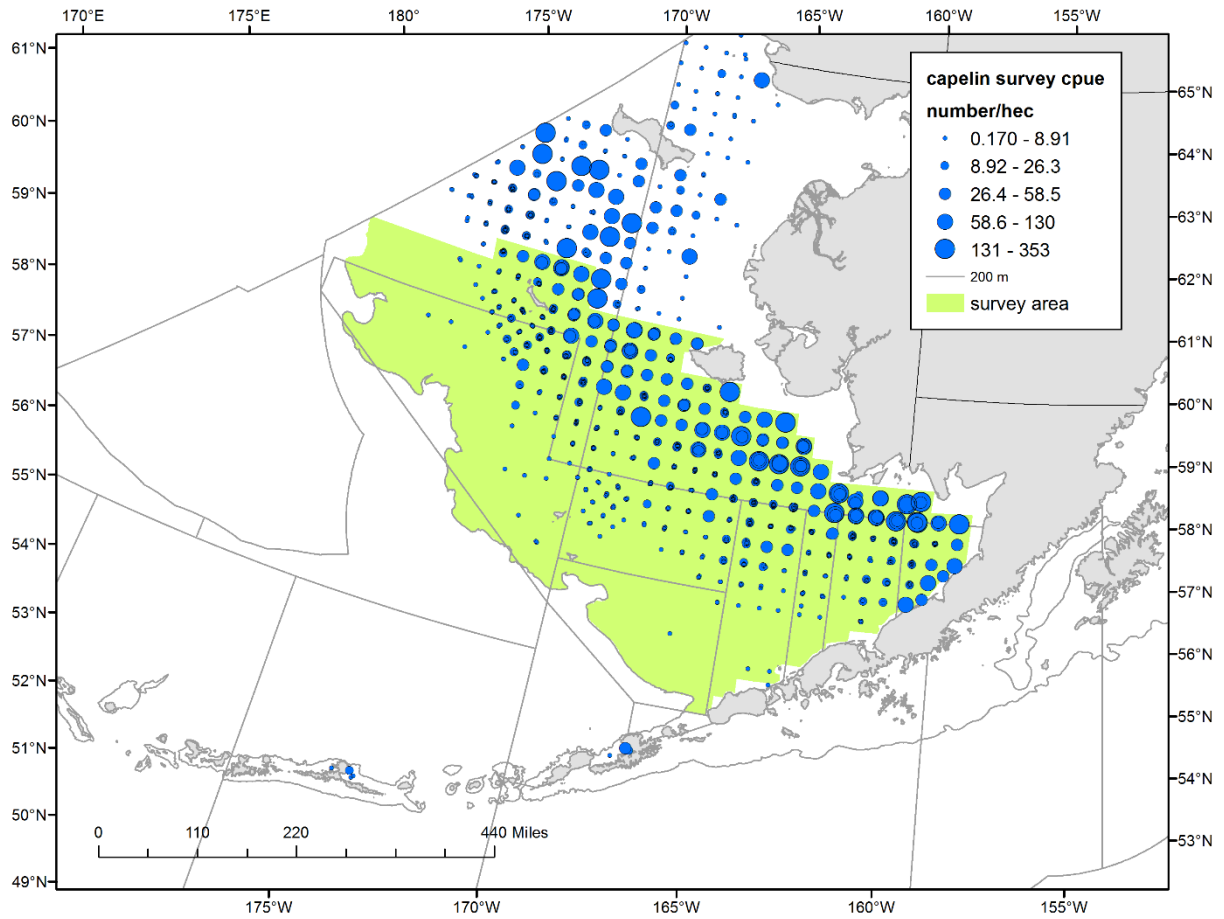 170°E 175°E 180° 175°W 170°W 165°W 160°W 155°W
61°N
60°N
59°N
58°N
57°N
56°N
55°N
54°N
53°N
52°N
51°N
50°N
49°N
capelin survey cpue
number/hec
0.170 - 8.91
8.92 - 26.3
26.4 - 58.5
58.6 - 130
131 - 353
200 m
survey area
65°N
64°N
63°N
62°N
61°N
60°N
59°N
58°N
57°N
56°N
55°N
54°N
53°N
0 110 220 440 Miles
175°W 170°W 165°W 160°W 155°W